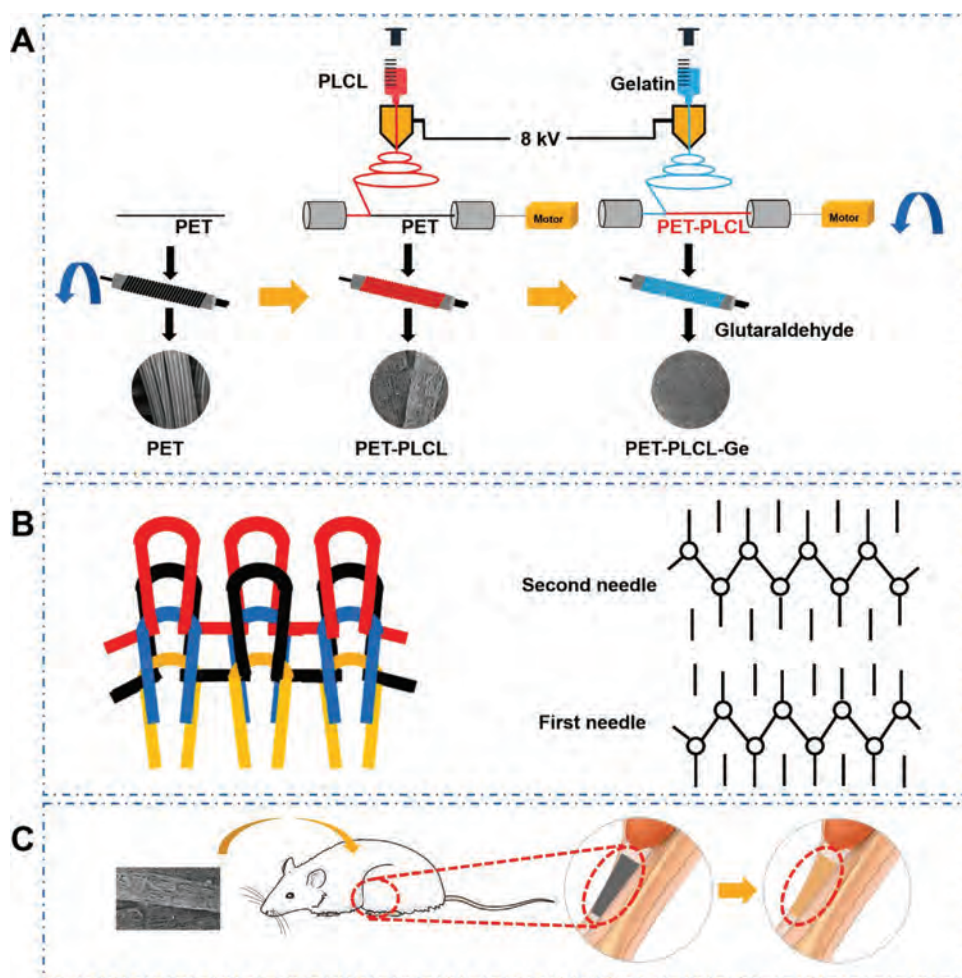 A
PLCL
Gelatin
8 kV
PET
PET
Motor
PET-PLCL
Motor
Glutaraldehyde
PET
PET-PLCL
PET-PLCL-Ge
B
Second needle
First needle
C